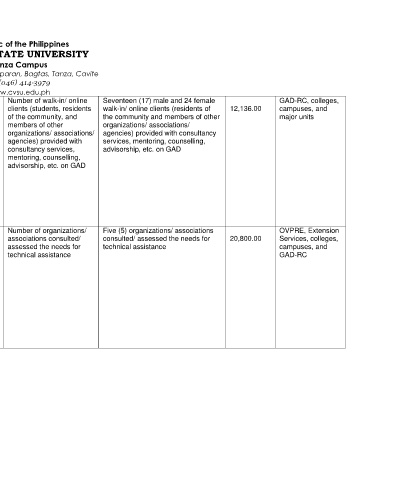 c of the Philippines
TATE UNIVERSITY
nza Campus
paran, Bagtas, Tanza, Cavite
(046) 414-3979
w.cvsu.edu.ph
Number of walk-in/ online
clients (students, residents
of the community, and
members of other
organizations/ associations/
agencies) provided with
consultancy services,
mentoring, counselling,
advisorship, etc. on GAD
Seventeen (17) male and 24 female
walk-in/ online clients (residents of
the community and members of other
organizations/ associations/
agencies) provided with consultancy
services, mentoring, counselling,
advisorship, etc. on GAD
12,136.00
GAD-RC, colleges,
campuses, and
major units
Number of organizations/
associations consulted/
assessed the needs for
technical assistance
Five (5) organizations/ associations
consulted/ assessed the needs for
technical assistance
20,800.00
OVPRE, Extension
Services, colleges,
campuses, and
GAD-RC